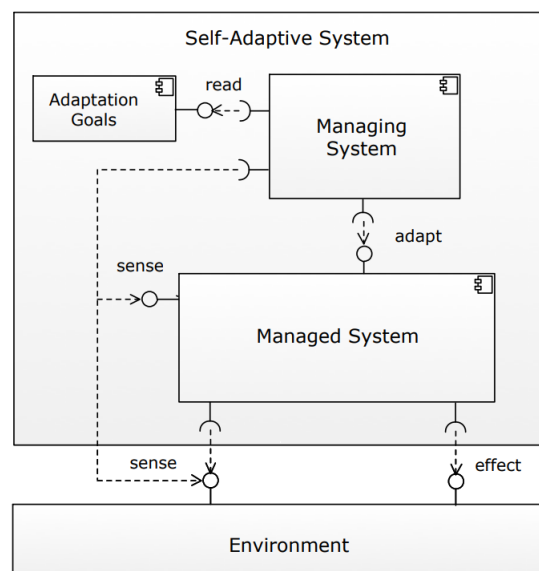 Self-Adaptive System
read
Adaptation
Goals
Managing
System
adapt
sense
Managed System
sense
effect
Environment